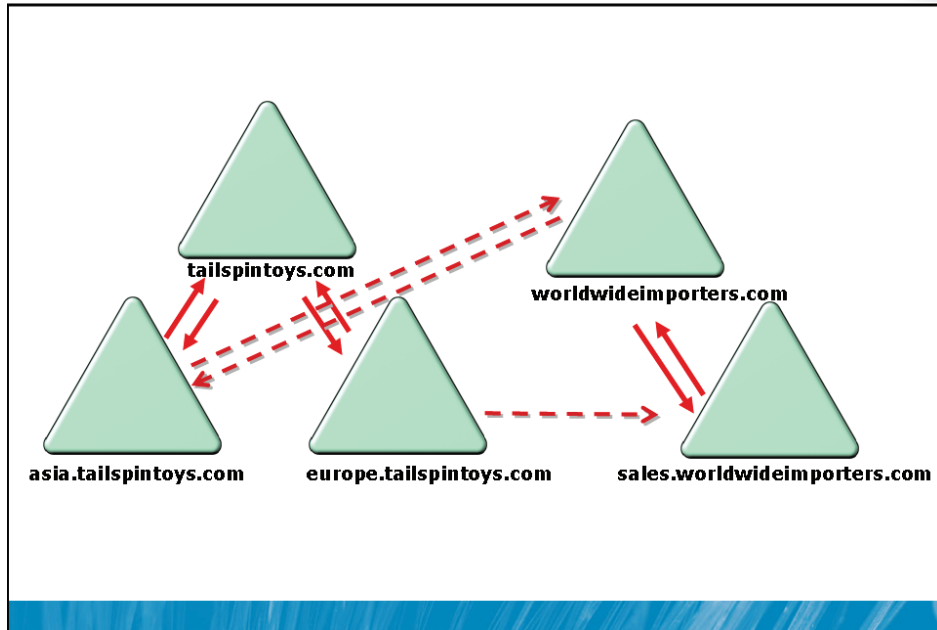 tailspintoys.com
worldwideimporters.com
asia.tailspintoys.com
europe.tailspintoys.com
sales.worldwideimporters.com